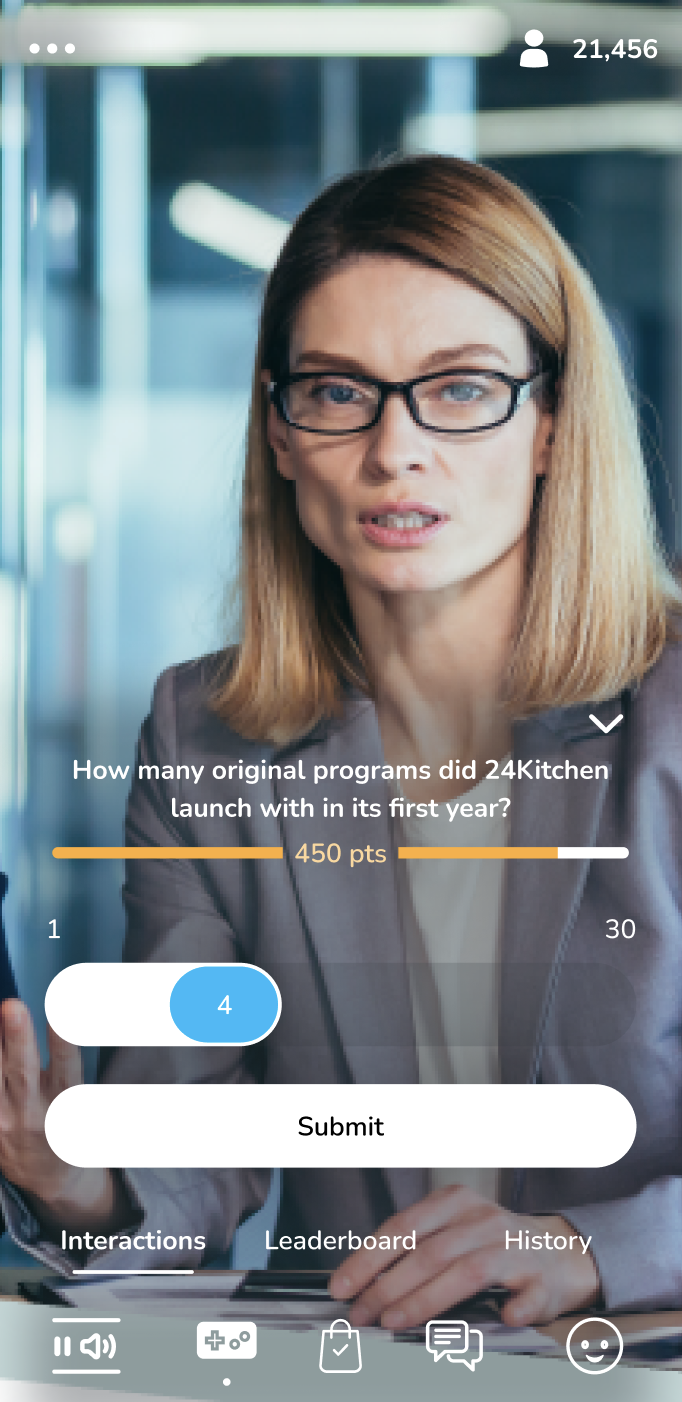 21,456
How many original programs did 24Kitchen
launch with in its first year?
450 pts
1 30
4
Submit
Interactions Leaderboard History